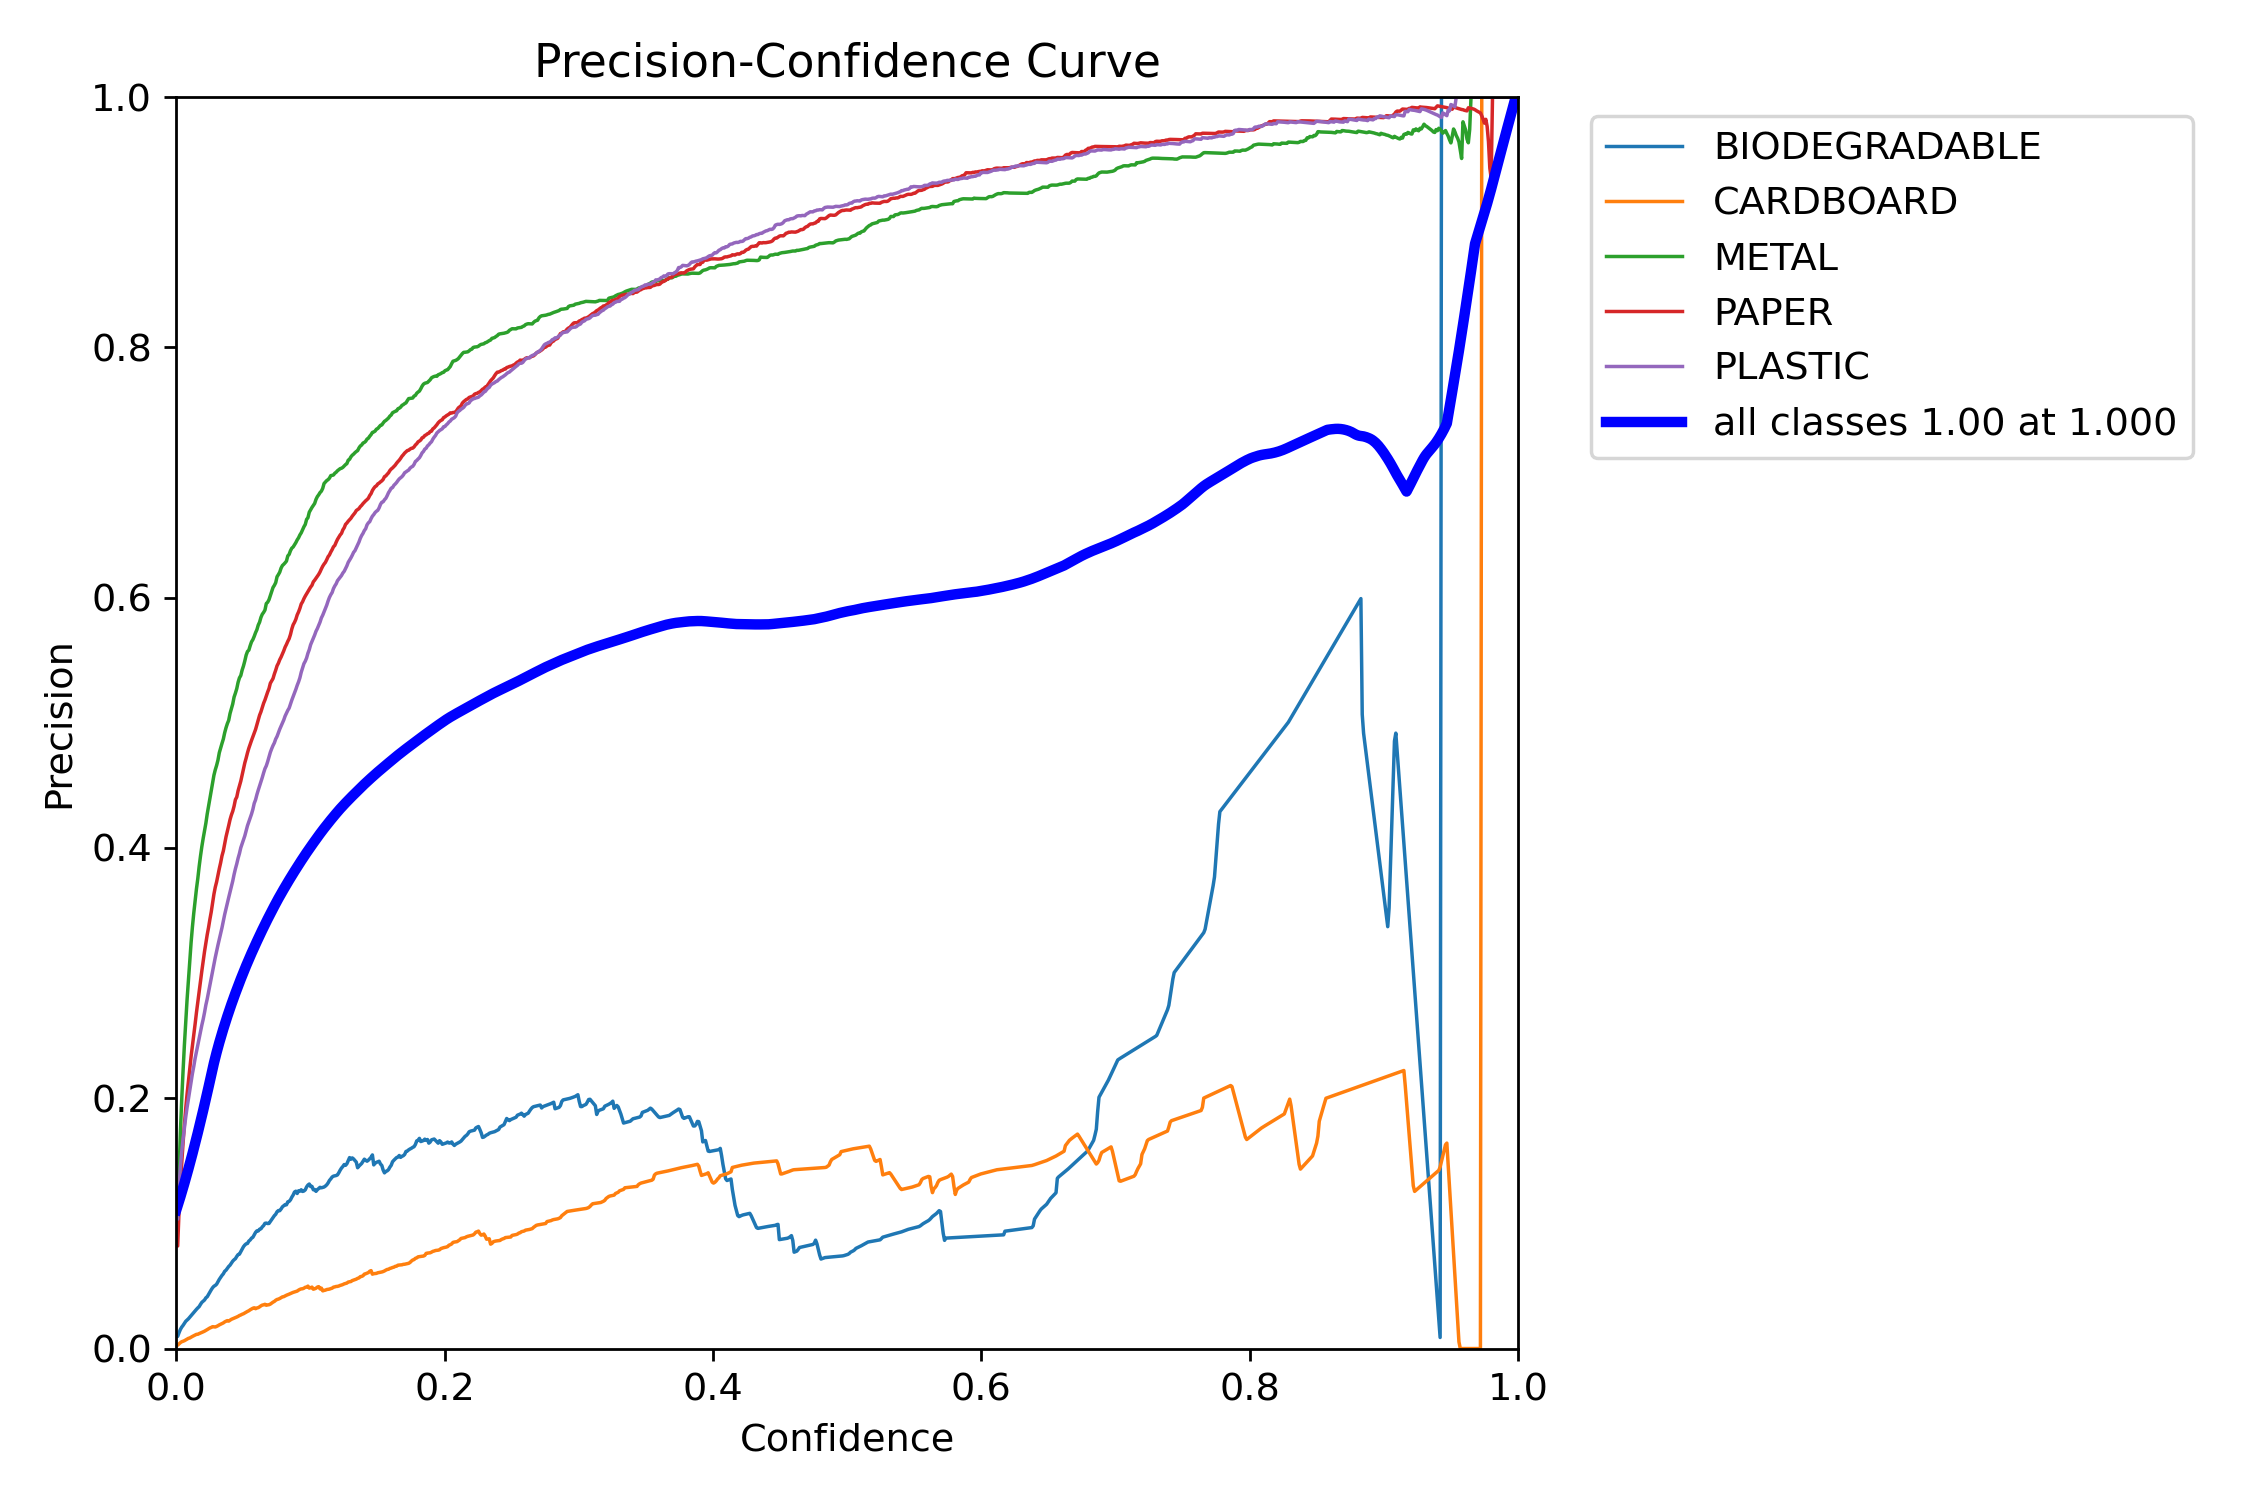 Precision-Confidence Curve
1.0
0.8
0.6
0.4
0.2
0.0
Precision
0.0 0.2 0.4 0.6 0.8 1.0
Confidence
BIODEGRADABLE
CARDBOARD
METAL
PAPER
PLASTIC
all classes 1.00 at 1.000